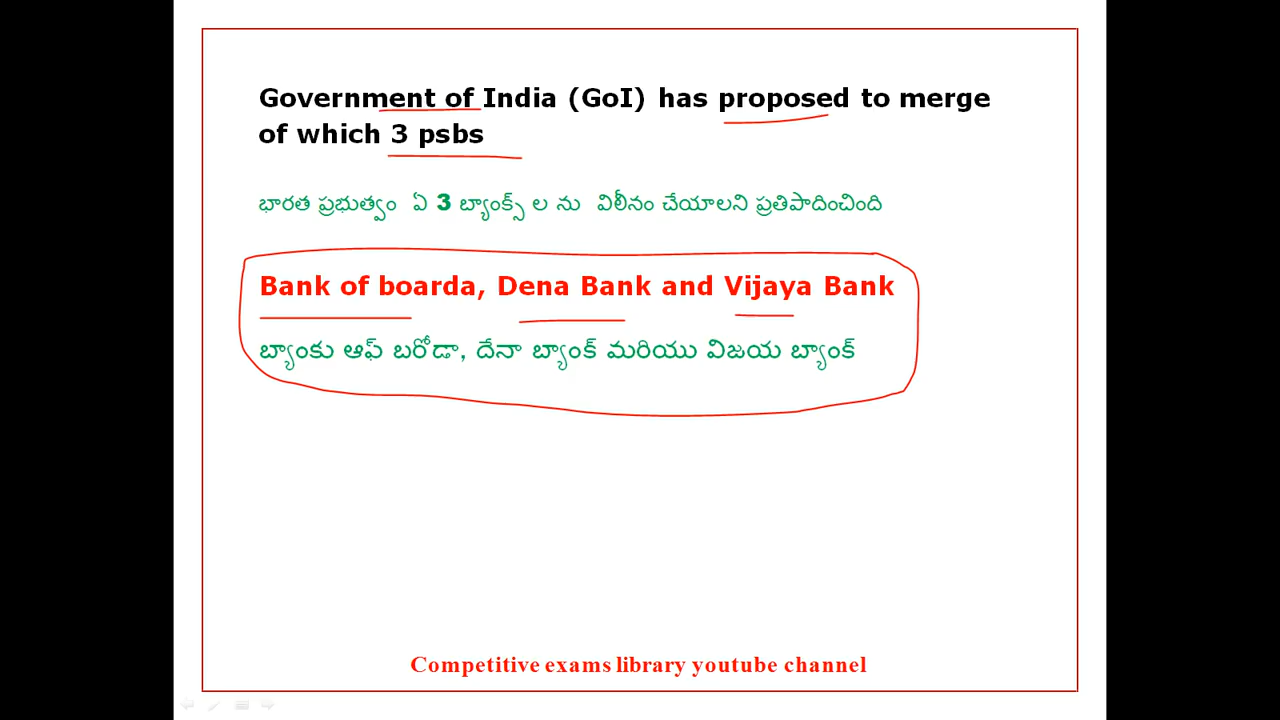 Government of India (GoI) has proposed to merge
of which 3 psbs
భారత ప్రభుత్వం ఏ 3 బ్యాంక్స్ ల ను విలీనం చేయాలని ప్రతిపాదించింది
Bank of boarda, Dena Bank and Vijaya Bank
బ్యాంకు ఆఫ్ బరోడా, దేనా బ్యాంక్ మరియు విజయ బ్యాంక్
Competitive exams library youtube channel